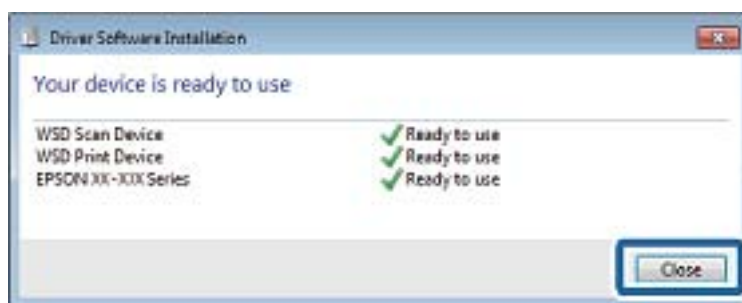 Driver Software Installation
Your device is ready to use
WSD Scan Device Ready to use
WSD Print Device Ready to use
EPSON XX-XXX Series Ready to use
Close